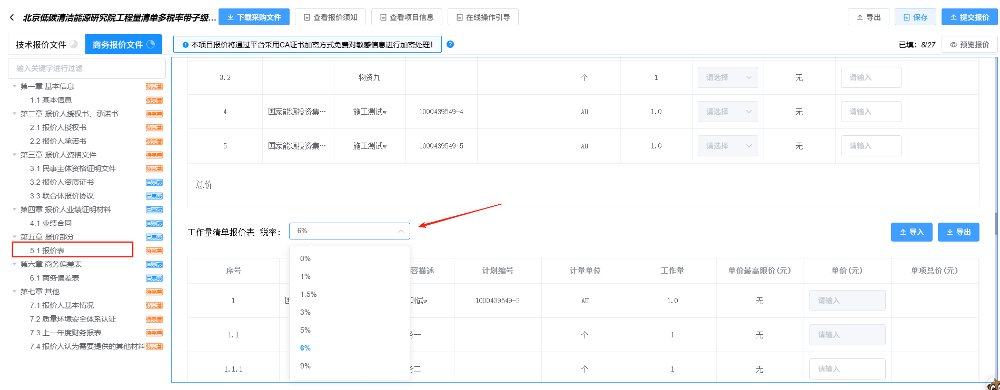 北京低碳清洁能源研究院工程量清单多税率带子级... 下载采购文件 查看报价须知 查看项目信息 在线操作引导 导出 保存 提交报价
技术报价文件 商务报价文件 本项目报价将通过平台采用CA证书加密方式免费对敏感信息进行加密处理! ? 已填: 8/27 预览报价
输入关键字进行过滤
第一章 基本信息 待完善
1.1 基本信息 待完善
第二章 报价人授权书、承诺书 待完善
2.1 报价人授权书 待完善
2.2 报价人承诺书 待完善
第三章 报价人资格文件 待完善
3.1 民事主体资格证明文件 待完善
3.2 报价人资质证书 已完成
3.3 联合体报价协议 已完成
第四章 报价人业绩证明材料 已完成
4.1 业绩合同 已完成
第五章 报价部分 已完成
5.1 报价表 待完善
第六章 商务偏差表 已完成
6.1 商务偏差表 已完成
第七章 其他 待完善
7.1 报价人基本情况 待完善
7.2 质量环境安全体系认证 待完善
7.3 上一年度财务报表 待完善
7.4 报价人认为需要提供的其他材料 待完善
3.2 物资九 个 1 请选择 无 请输入
4 国家能源投资集… 施工测试w 1000439549-4 AU 1.0 请选择 无 请输入
5 国家能源投资集… 施工测试w 1000439549-5 AU 1.0 请选择 无 请输入
总价
工作量清单报价表 税率: 6% 导入 导出
0%
1%
1.5%
3%
5%
6%
9%
序号 容描述 计划编号 计量单位 工作量 单价最高限价(元) 单价(元) 单项总价(元)
1 测试w 1000439549-3 AU 1.0 无 请输入
1.1 务一 个 1 无 请输入
1.1.1 务二 个 1 无 请输入